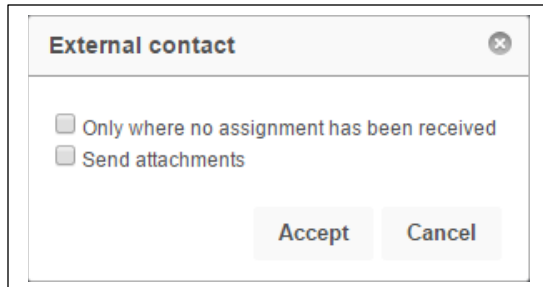 External contact
Only where no assignment has been received
Send attachments
Accept Cancel